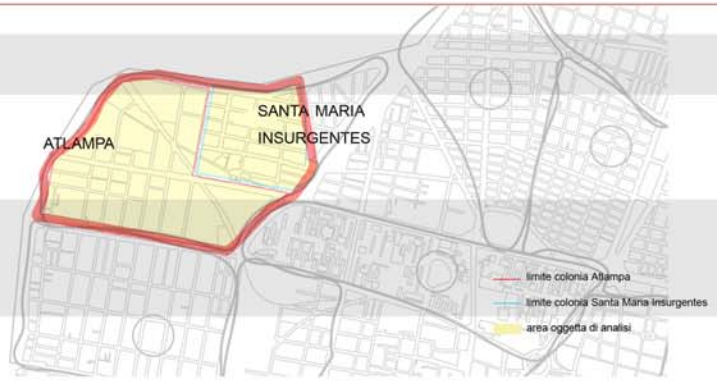 SANTA MARIA
INSURGENTES
ATLAMPA
limite colonia Atlampa
limite colonia Santa Maria Insurgentes
area oggetta di analisi